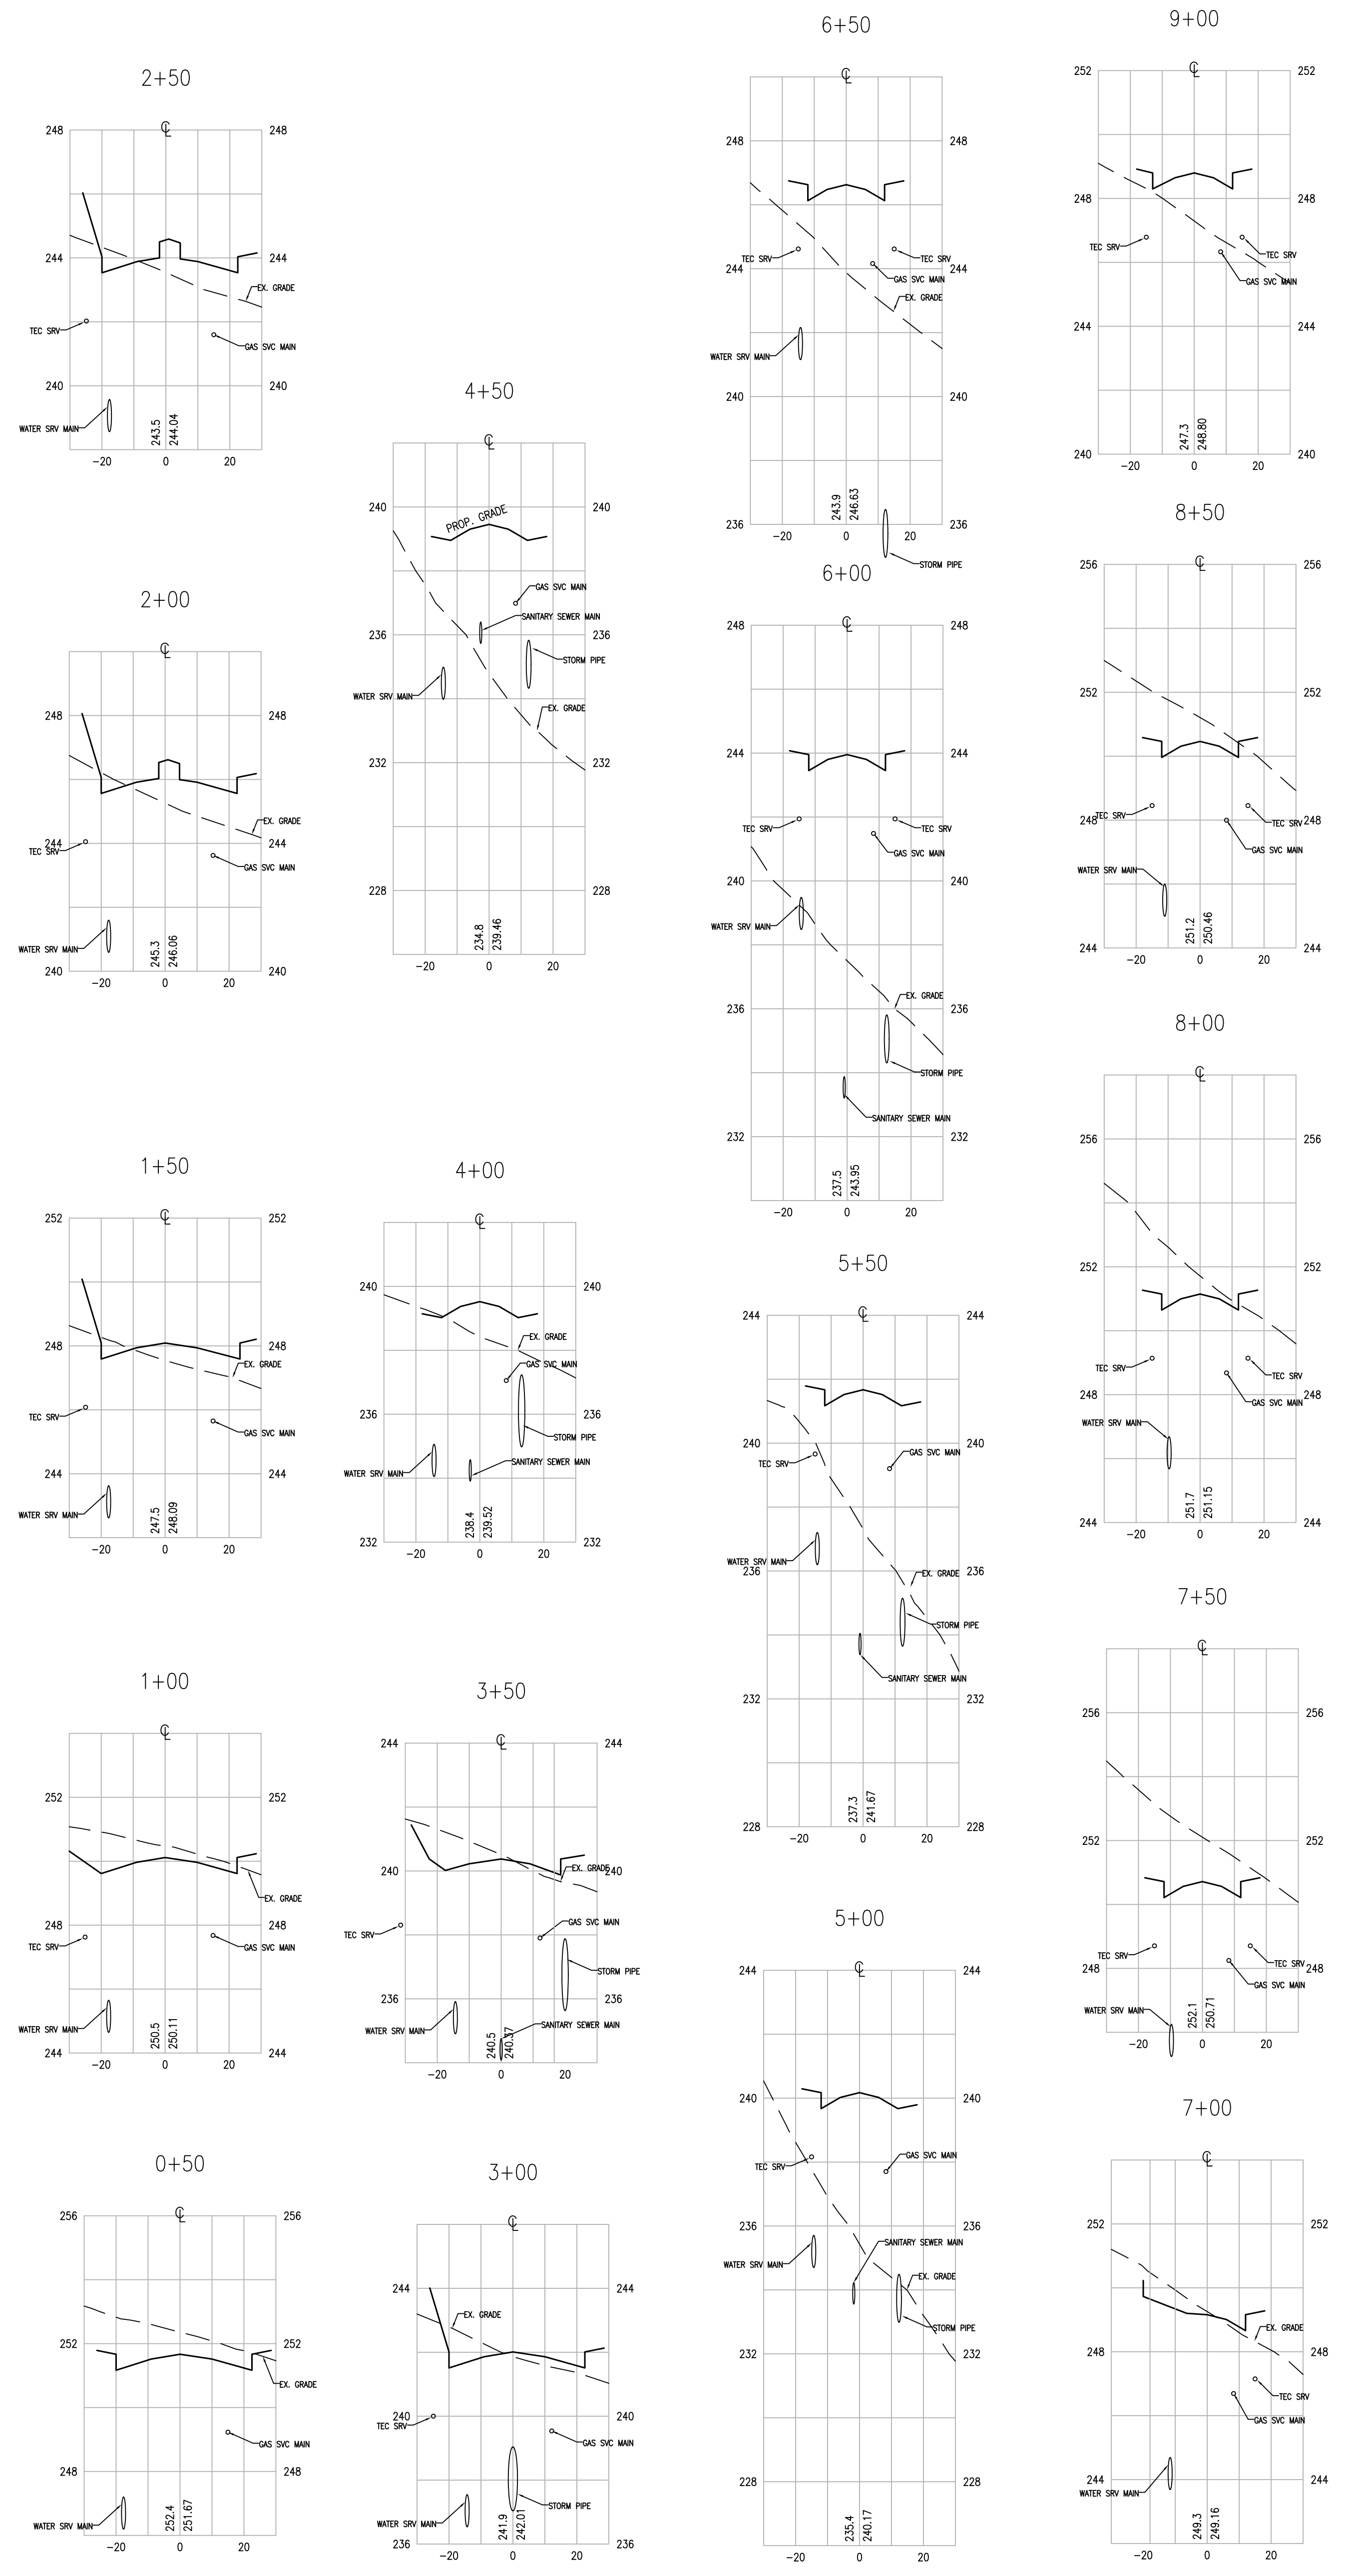 2+50
℄
248 248
244 244
EX. GRADE
TEC SRV
GAS SVC MAIN
240 240
WATER SRV MAIN
243.5
244.04
-20 0 20
2+00
℄
248 248
EX. GRADE
244 244
TEC SRV
GAS SVC MAIN
WATER SRV MAIN
245.3
246.06
240 240
-20 0 20
1+50
℄
252 252
248 248
EX. GRADE
TEC SRV
GAS SVC MAIN
244 244
WATER SRV MAIN
247.5
248.09
-20 0 20
1+00
℄
252 252
EX. GRADE
248 248
TEC SRV
GAS SVC MAIN
WATER SRV MAIN
250.5
250.11
244 244
-20 0 20
0+50
℄
256 256
252 252
EX. GRADE
GAS SVC MAIN
248 248
WATER SRV MAIN
252.4
251.67
-20 0 20
4+50
℄
240 240
PROP. GRADE
GAS SVC MAIN
SANITARY SEWER MAIN
236 236
STORM PIPE
WATER SRV MAIN
EX. GRADE
232 232
228 228
234.8
239.46
-20 0 20
4+00
℄
240 240
EX. GRADE
GAS SVC MAIN
236 236
STORM PIPE
SANITARY SEWER MAIN
WATER SRV MAIN
238.4
239.52
232 232
-20 0 20
3+50
℄
244 244
EX. GRADE
240 240
GAS SVC MAIN
TEC SRV
STORM PIPE
236 236
SANITARY SEWER MAIN
WATER SRV MAIN
240.5
240.37
-20 0 20
3+00
℄
244 244
EX. GRADE
240 240
TEC SRV
GAS SVC MAIN
STORM PIPE
WATER SRV MAIN
241.9
242.01
236 236
-20 0 20
6+50
℄
248 248
TEC SRV TEC SRV
244 244
GAS SVC MAIN
EX. GRADE
WATER SRV MAIN
240 240
243.9
246.63
236 236
-20 0 20
STORM PIPE
6+00
℄
248 248
244 244
TEC SRV TEC SRV
GAS SVC MAIN
240 240
WATER SRV MAIN
EX. GRADE
236 236
STORM PIPE
SANITARY SEWER MAIN
232 232
237.5
243.95
-20 0 20
5+50
℄
244 244
240 240
GAS SVC MAIN
TEC SRV
WATER SRV MAIN
236 236
EX. GRADE
STORM PIPE
SANITARY SEWER MAIN
232 232
237.3
241.67
228 228
-20 0 20
5+00
℄
244 244
240 240
GAS SVC MAIN
TEC SRV
236 236
SANITARY SEWER MAIN
WATER SRV MAIN
EX. GRADE
STORM PIPE
232 232
228 228
235.4
240.17
-20 0 20
9+00
℄
252 252
248 248
TEC SRV TEC SRV
GAS SVC MAIN
244 244
247.3
248.80
240 240
-20 0 20
8+50
℄
256 256
252 252
TEC SRV TEC SRV
248 248
GAS SVC MAIN
WATER SRV MAIN
251.2
250.46
244 244
-20 0 20
8+00
℄
256 256
252 252
TEC SRV TEC SRV
248 248
GAS SVC MAIN
WATER SRV MAIN
251.7
251.15
244 244
-20 0 20
7+50
℄
256 256
252 252
TEC SRV TEC SRV
248 248
GAS SVC MAIN
WATER SRV MAIN
252.1
250.71
-20 0 20
7+00
℄
252 252
EX. GRADE
248 248
TEC SRV
GAS SVC MAIN
244 244
WATER SRV MAIN
249.3
249.16
-20 0 20